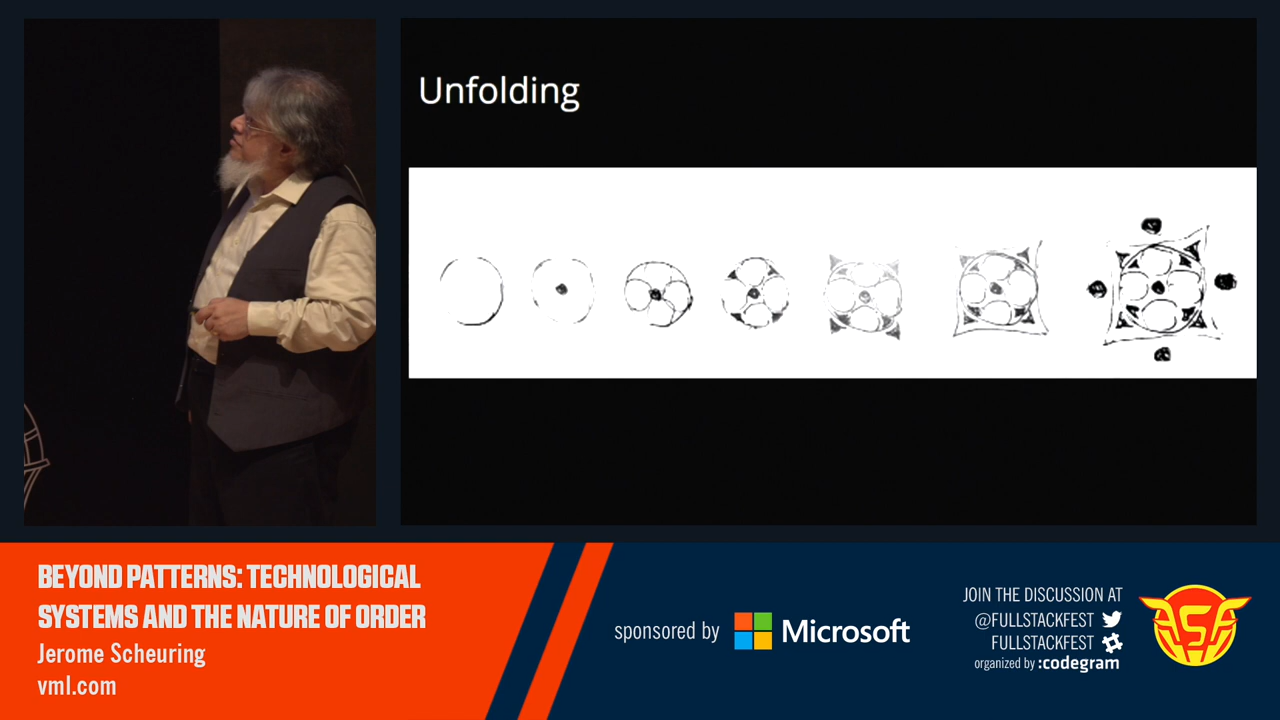 Unfolding
BEYOND PATTERNS: TECHNOLOGICAL
SYSTEMS AND THE NATURE OF ORDER
Jerome Scheuring
vml.com
sponsored by Microsoft
JOIN THE DISCUSSION AT
@FULLSTACKFEST
FULLSTACKFEST
organized by :codegram
FSF